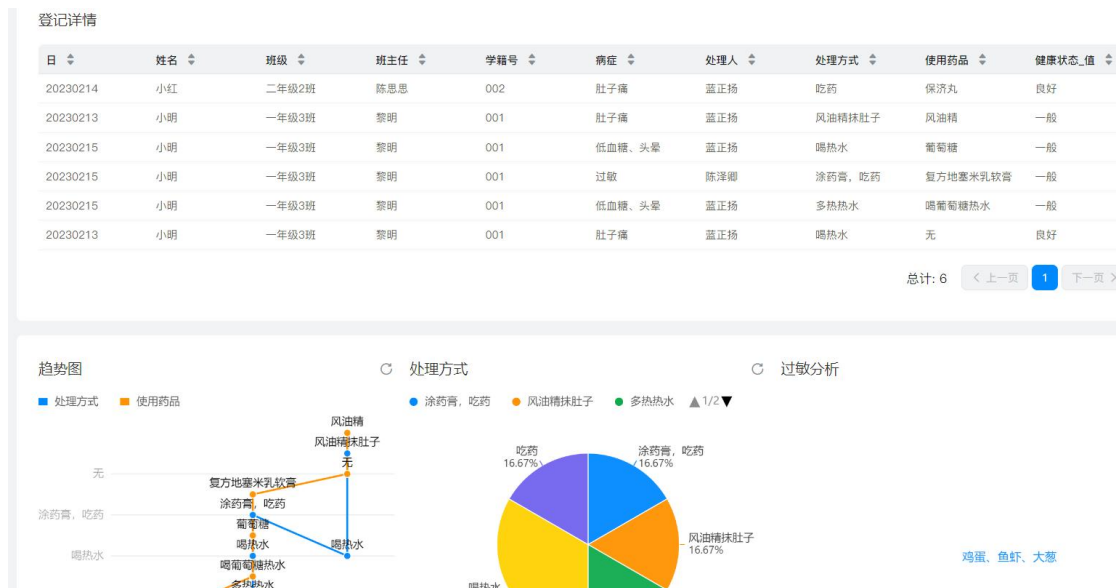 登记详情
日 姓名 班级 班主任 学籍号 病症 处理人 处理方式 使用药品 健康状态_值
20230214 小红 二年级2班 陈思思 002 肚子痛 蓝正扬 吃药 保济丸 良好
20230213 小明 一年级3班 黎明 001 肚子痛 蓝正扬 风油精抹肚子 风油精 一般
20230215 小明 一年级3班 黎明 001 低血糖、头晕 蓝正扬 喝热水 葡萄糖 一般
20230215 小明 一年级3班 黎明 001 过敏 陈泽卿 涂药膏，吃药 复方地塞米乳软膏 一般
20230215 小明 一年级3班 黎明 001 低血糖、头晕 蓝正扬 多热热水 喝葡萄糖热水 一般
20230213 小明 一年级3班 黎明 001 肚子痛 蓝正扬 喝热水 无 良好
总计: 6 上一页 1 下一页
趋势图 处理方式 过敏分析
处理方式 使用药品 涂药膏，吃药 风油精抹肚子 多热热水 1/2
风油精
风油精抹肚子
无
无
复方地塞米乳软膏
涂药膏，吃药
涂药膏，吃药
葡萄糖
喝热水
喝热水
喝热水
喝葡萄糖热水
多热热水
吃药
16.67%
涂药膏，吃药
16.67%
风油精抹肚子
16.67%
喝热水
鸡蛋、鱼虾、大葱